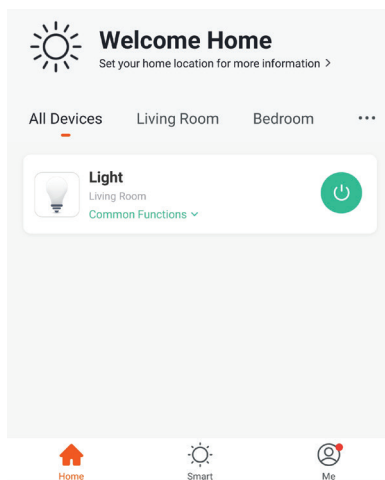 Welcome Home
Set your home location for more information >
All Devices Living Room Bedroom ...
Light
Living Room
Common Functions
Home Smart Me